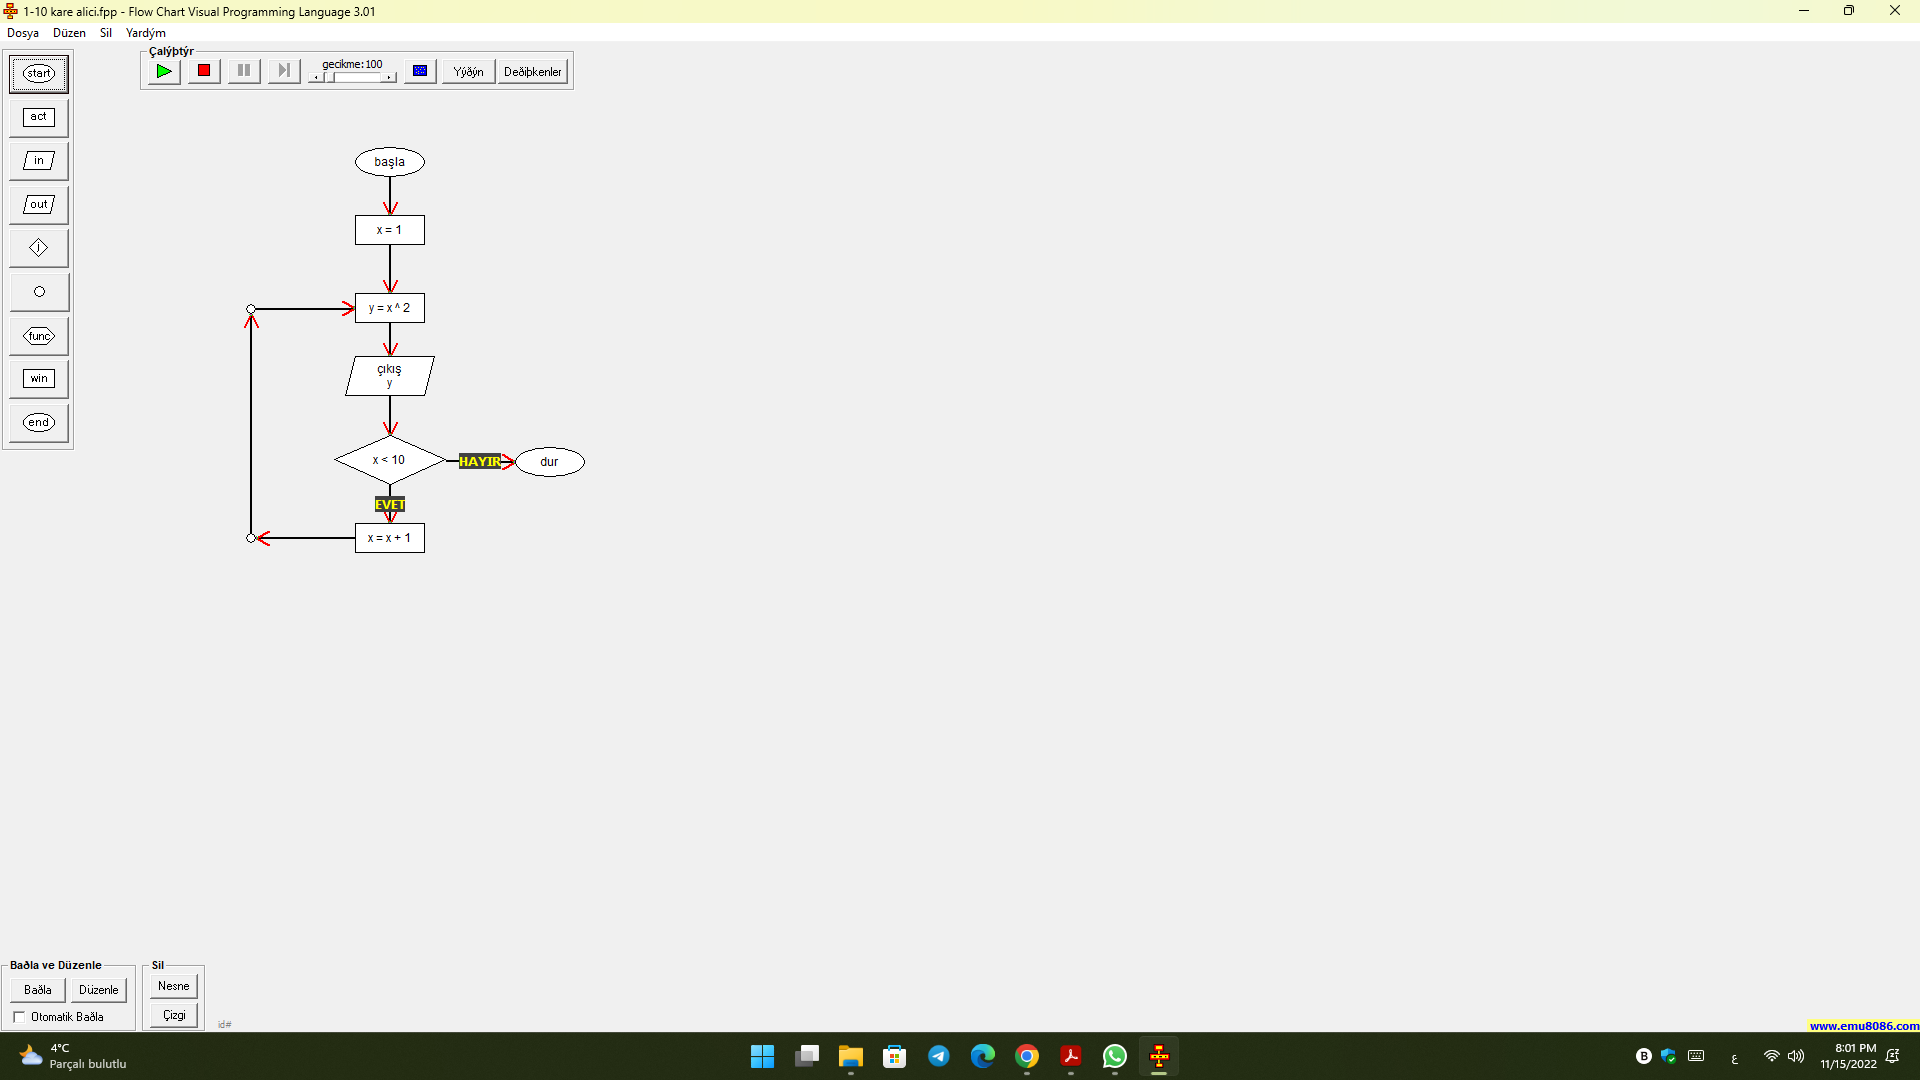 1-10 kare alici.fpp - Flow Chart Visual Programming Language 3.01
Dosya Düzen Sil Yardým
Çalýþtýr
gecikme:100
Yýðýn
Deðiþkenler
start
act
in
out
j
func
win
end
başla
x = 1
y = x ^ 2
çıkış
y
x < 10
HAYIR
dur
EVET
x = x + 1
Baðla ve Düzenle
Baðla
Düzenle
Otomatik Baðla
Sil
Nesne
Çizgi
id#
www.emu8086.com
4°C
Parçalı bulutlu
B
ع
8:01 PM
11/15/2022